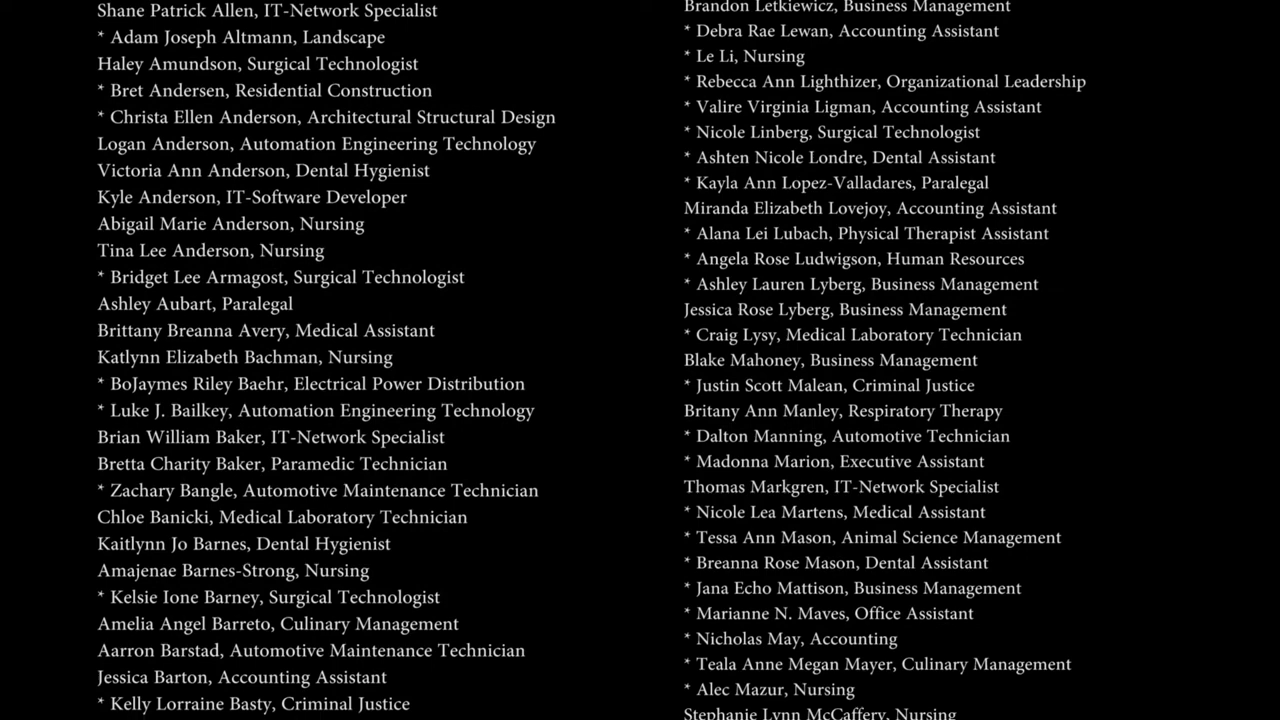 Shane Patrick Allen, IT-Network Specialist
* Adam Joseph Altmann, Landscape
Haley Amundson, Surgical Technologist
* Bret Andersen, Residential Construction
* Christa Ellen Anderson, Architectural Structural Design
Logan Anderson, Automation Engineering Technology
Victoria Ann Anderson, Dental Hygienist
Kyle Anderson, IT-Software Developer
Abigail Marie Anderson, Nursing
Tina Lee Anderson, Nursing
* Bridget Lee Armagost, Surgical Technologist
Ashley Aubart, Paralegal
Brittany Breanna Avery, Medical Assistant
Katlynn Elizabeth Bachman, Nursing
* BoJaymes Riley Baehr, Electrical Power Distribution
* Luke J. Bailkey, Automation Engineering Technology
Brian William Baker, IT-Network Specialist
Bretta Charity Baker, Paramedic Technician
* Zachary Bangle, Automotive Maintenance Technician
Chloe Banicki, Medical Laboratory Technician
Kaitlynn Jo Barnes, Dental Hygienist
Amajenae Barnes-Strong, Nursing
* Kelsie Ione Barney, Surgical Technologist
Amelia Angel Barreto, Culinary Management
Aarron Barstad, Automotive Maintenance Technician
Jessica Barton, Accounting Assistant
* Kelly Lorraine Basty, Criminal Justice
Brandon Letkiewicz, Business Management
* Debra Rae Lewan, Accounting Assistant
* Le Li, Nursing
* Rebecca Ann Lighthizer, Organizational Leadership
* Valire Virginia Ligman, Accounting Assistant
* Nicole Linberg, Surgical Technologist
* Ashten Nicole Londre, Dental Assistant
* Kayla Ann Lopez-Valladares, Paralegal
Miranda Elizabeth Lovejoy, Accounting Assistant
* Alana Lei Lubach, Physical Therapist Assistant
* Angela Rose Ludwigson, Human Resources
* Ashley Lauren Lyberg, Business Management
Jessica Rose Lyberg, Business Management
* Craig Lysy, Medical Laboratory Technician
Blake Mahoney, Business Management
* Justin Scott Malean, Criminal Justice
Britany Ann Manley, Respiratory Therapy
* Dalton Manning, Automotive Technician
* Madonna Marion, Executive Assistant
Thomas Markgren, IT-Network Specialist
* Nicole Lea Martens, Medical Assistant
* Tessa Ann Mason, Animal Science Management
* Breanna Rose Mason, Dental Assistant
* Jana Echo Mattison, Business Management
* Marianne N. Maves, Office Assistant
* Nicholas May, Accounting
* Teala Anne Megan Mayer, Culinary Management
* Alec Mazur, Nursing
Stephanie Lynn McCaffery, Nursing